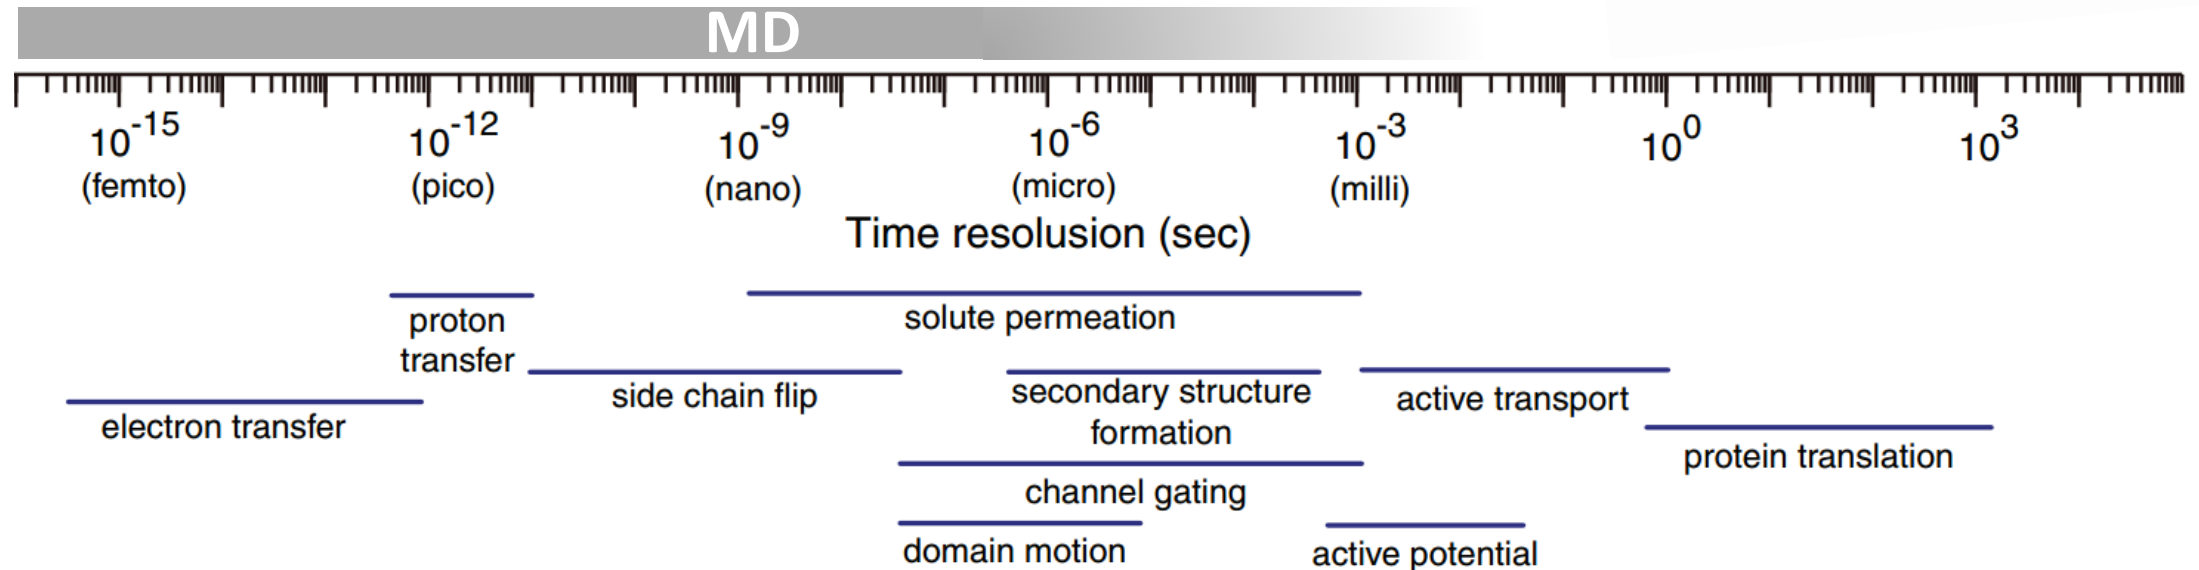 MD
10-15 10-12 10-9 10-6 10-3 100 103
(femto) (pico) (nano) (micro) (milli)
Time resolusion (sec)
proton
transfer
solute permeation
electron transfer
side chain flip
secondary structure
formation
active transport
protein translation
channel gating
domain motion
active potential